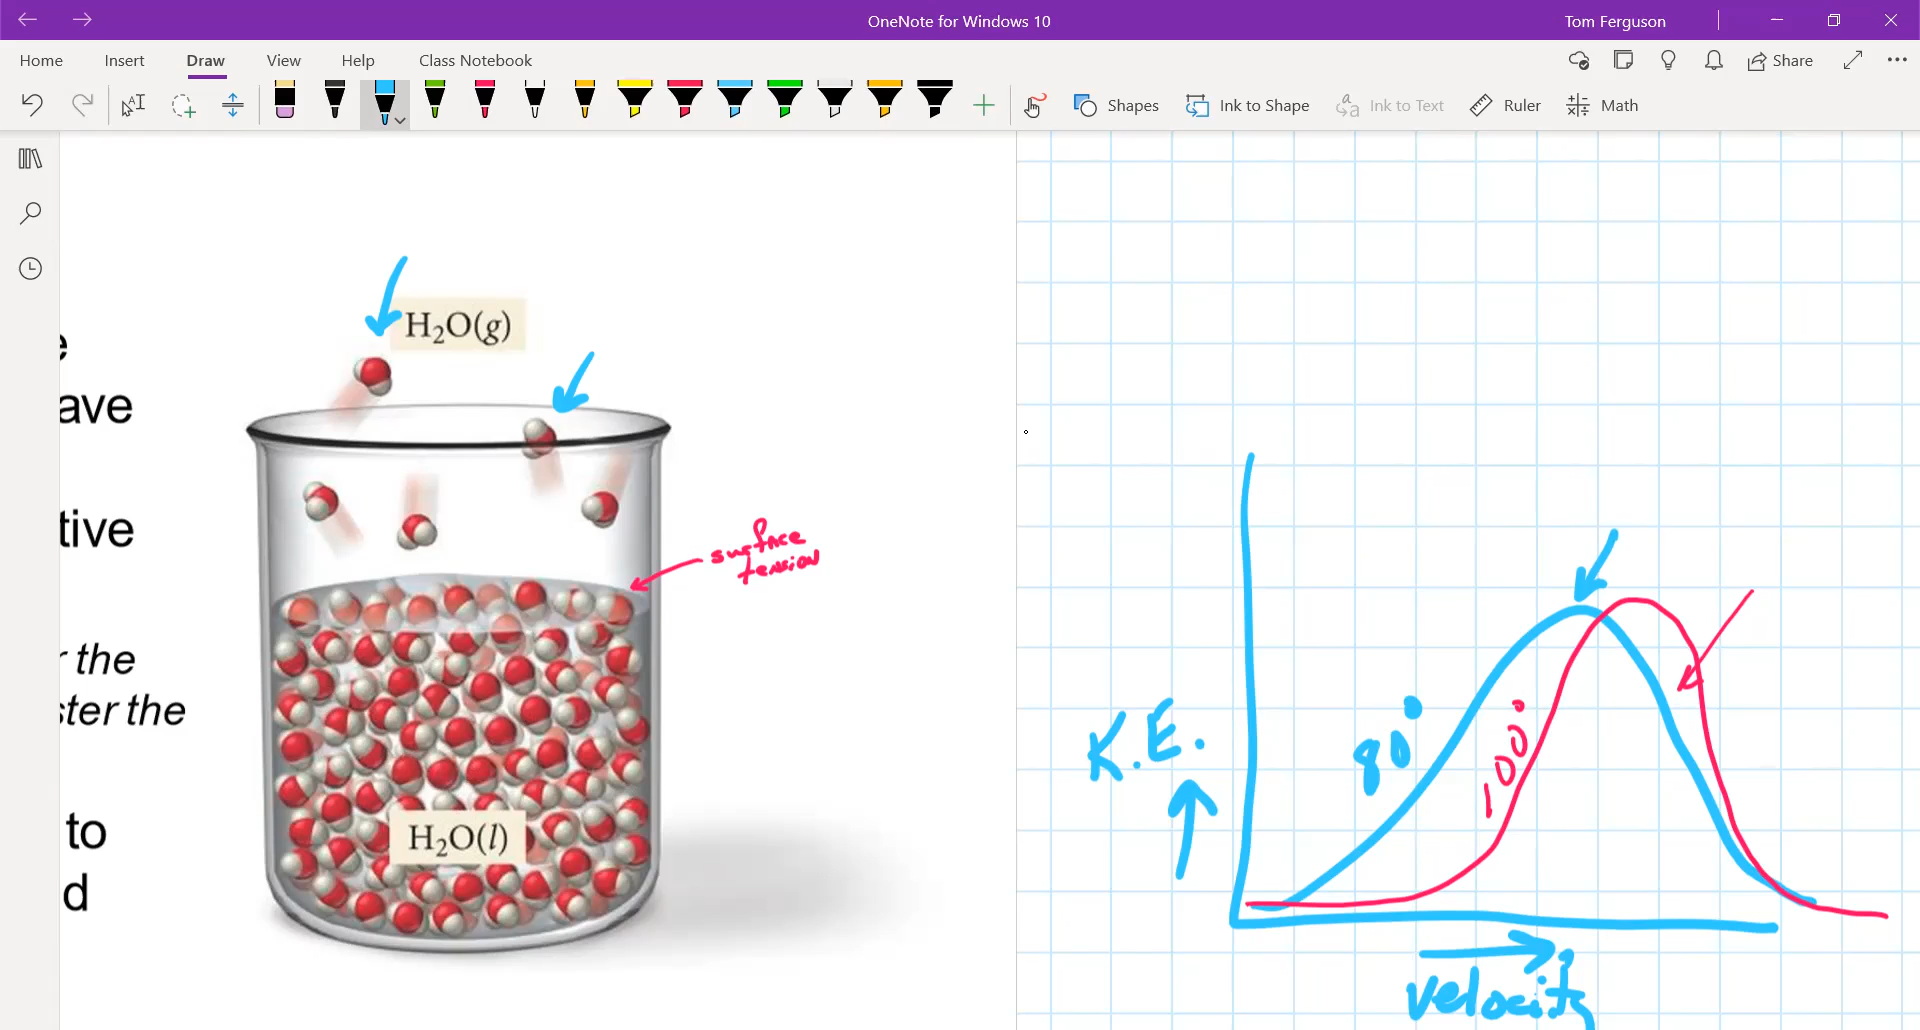 OneNote for Windows 10
Tom Ferguson
Home Insert Draw View Help Class Notebook
Share
Shapes Ink to Shape Ink to Text Ruler Math
H₂O(g)
e
ave
tive
surface
tension
r the
ster the
to
d
H₂O(l)
K.E.
80°
100°
velocity